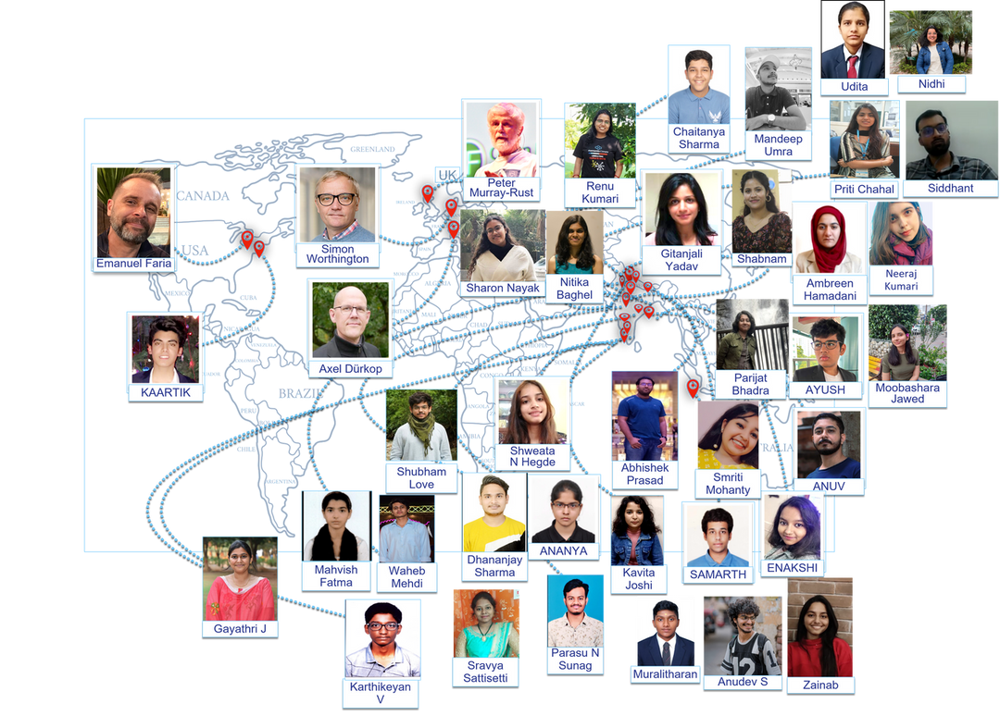 Udita
Nidhi
Chaitanya
Sharma
Mandeep
Umra
GREENLAND
UK
Peter
Murray-Rust
Renu
Kumari
Priti Chahal
Siddhant
CANADA
USA
Emanuel Faria
Simon
Worthington
Gitanjali
Yadav
Shabnam
Sharon Nayak
Nitika
Baghel
Ambreen
Hamadani
Neeraj
Kumari
MEXICO
CUBA
ALGERIA
MALI
CHAD
KAARTIK
Axel Dürkop
Parijat
Bhadra
AYUSH
Moobashara
Jawed
BRAZIL
PERU
CHILE
ARGENTINA
ANGOLA
Shubham
Love
Shweata
N Hegde
Abhishek
Prasad
Smriti
Mohanty
ANUV
Mahvish
Fatma
Waheb
Mehdi
Dhananjay
Sharma
ANANYA
Kavita
Joshi
SAMARTH
ENAKSHI
Gayathri J
Karthikeyan
V
Sravya
Sattisetti
Parasu N
Sunag
Muralitharan
Anudev S
12
Zainab